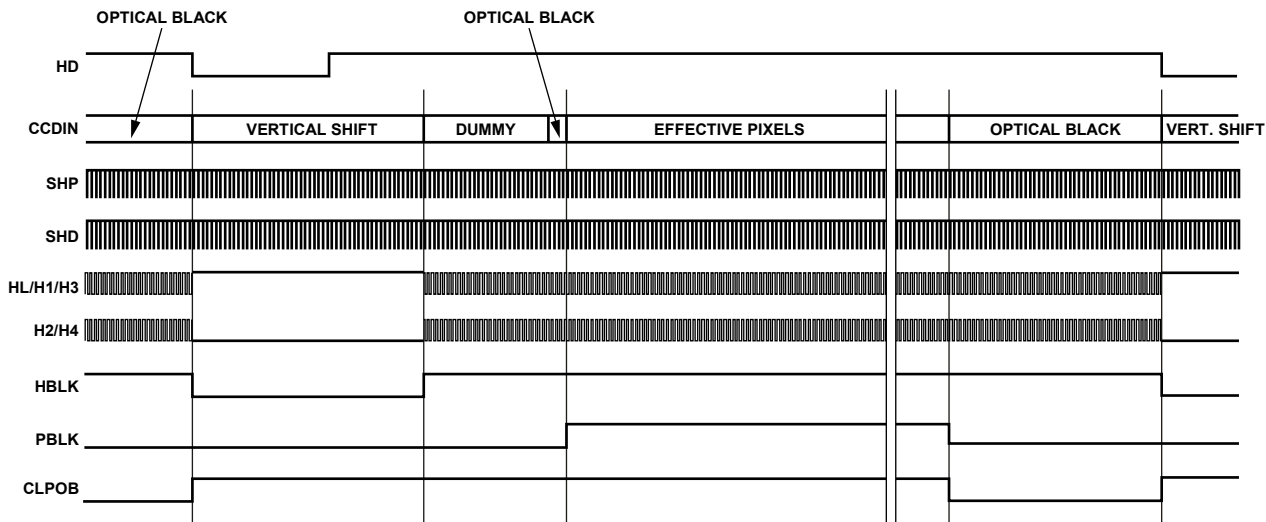 OPTICAL BLACK
OPTICAL BLACK
HD
CCDIN
VERTICAL SHIFT
DUMMY
EFFECTIVE PIXELS
OPTICAL BLACK
VERT. SHIFT
SHP
SHD
HL/H1/H3
H2/H4
HBLK
PBLK
CLPOB